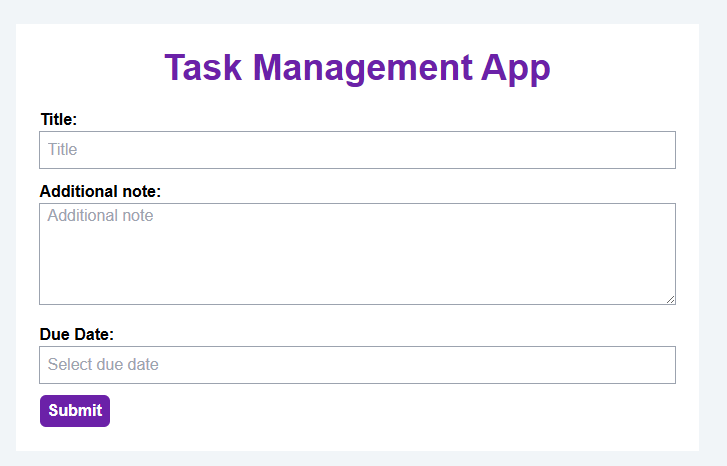 Task Management App
Title:
Title
Additional note:
Additional note
Due Date:
Select due date
Submit